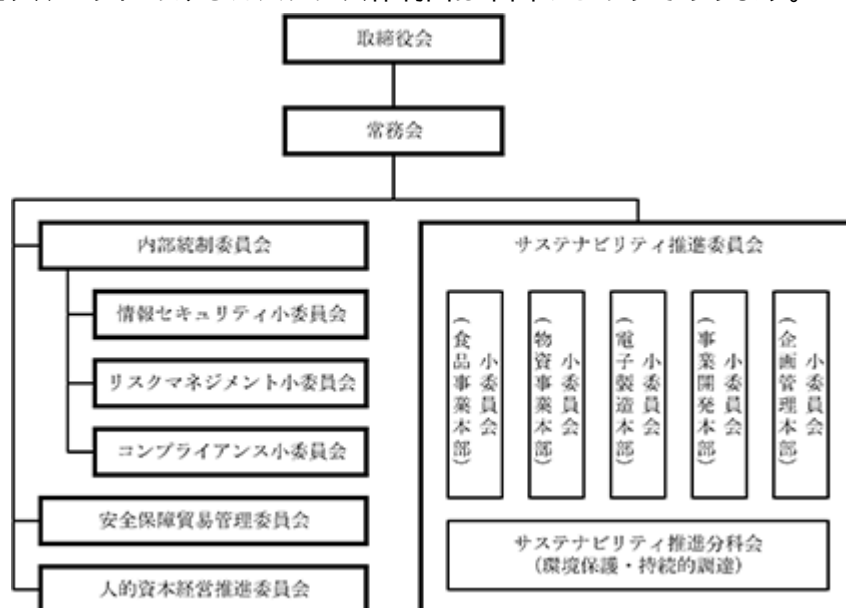 取締役会
常務会
内部統制委員会
情報セキュリティ小委員会
リスクマネジメント小委員会
コンプライアンス小委員会
安全保障貿易管理委員会
人的資本経営推進委員会
サステナビリティ推進委員会
小委員会
(食品事業本部)
小委員会
(物資事業本部)
小委員会
(電子製造本部)
小委員会
(事業開発本部)
小委員会
(企画管理本部)
サステナビリティ推進分科会
(環境保護・持続的調達)